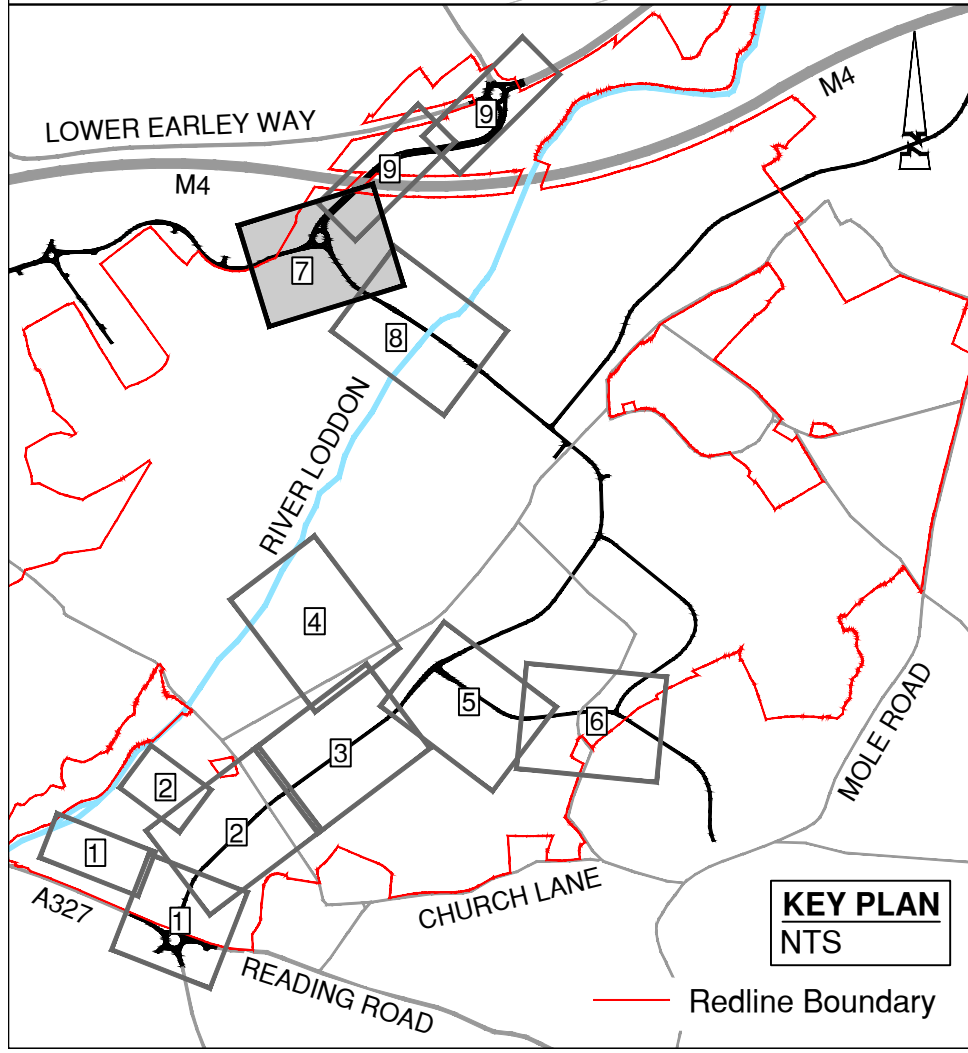 LOWER EARLEY WAY
M4
M4
9
9
7
8
RIVER LODDON
4
5
6
3
2
2
1
1
A327
READING ROAD
CHURCH LANE
MOLE ROAD
N
KEY PLAN
NTS
Redline Boundary